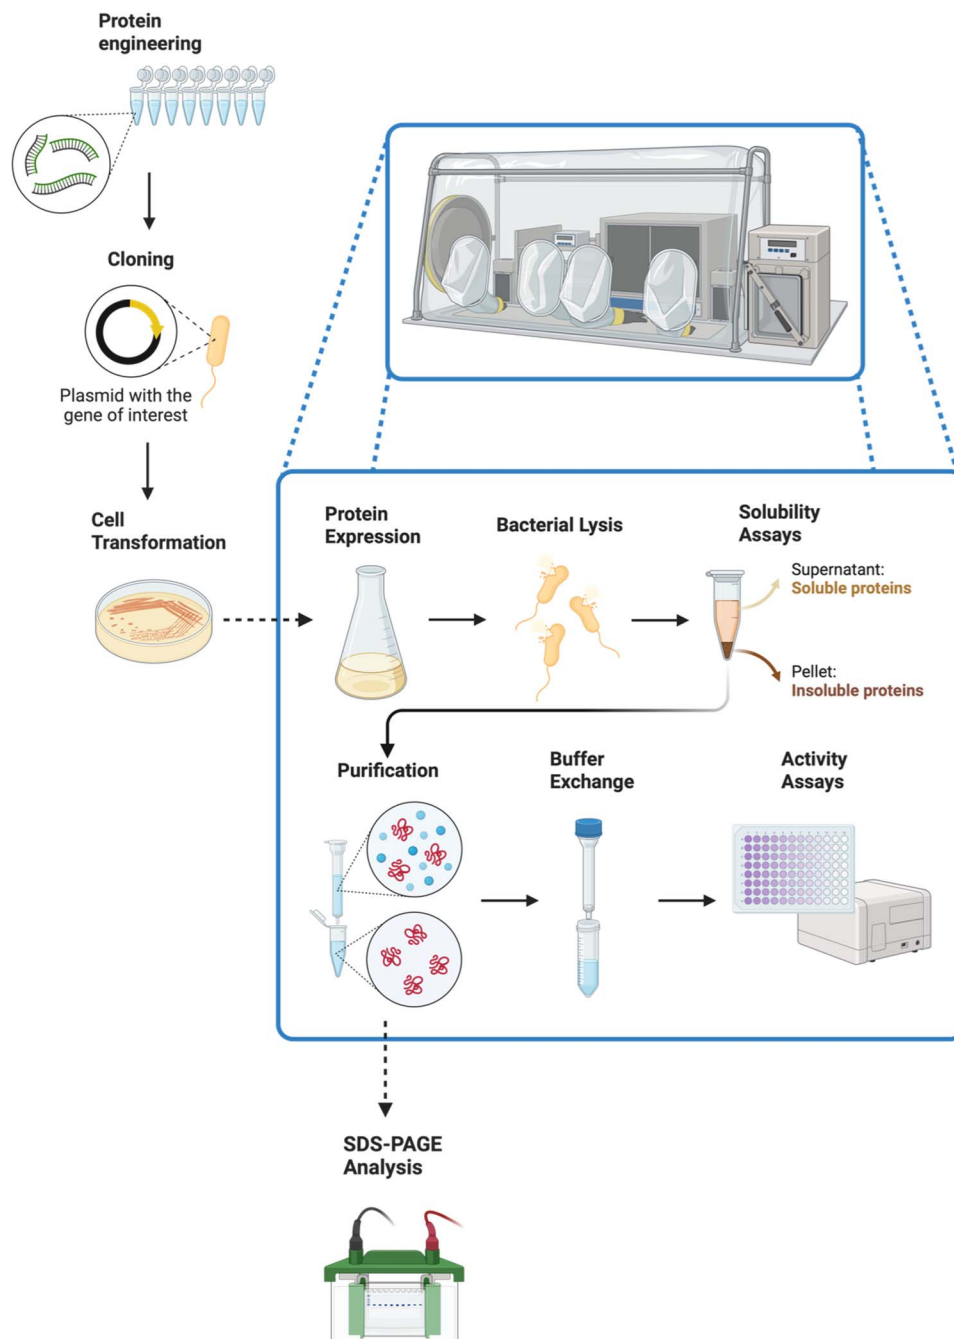 Protein
engineering
Cloning
Plasmid with the
gene of interest
Cell
Transformation
Protein
Expression
Bacterial Lysis
Solubility
Assays
Supernatant:
Soluble proteins
Pellet:
Insoluble proteins
Purification
Buffer
Exchange
Activity
Assays
SDS-PAGE
Analysis